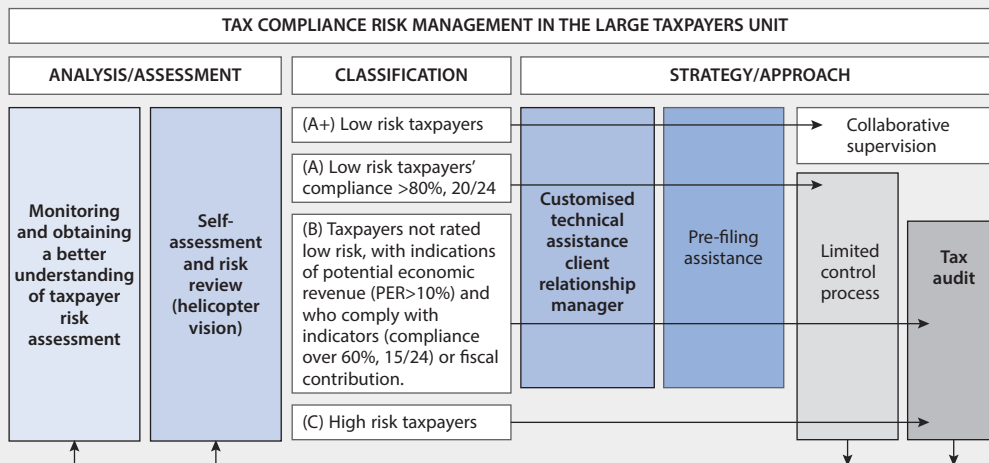 TAX COMPLIANCE RISK MANAGEMENT IN THE LARGE TAXPAYERS UNIT
ANALYSIS/ASSESSMENT
CLASSIFICATION
STRATEGY/APPROACH
Monitoring
and obtaining
a better
understanding
of taxpayer
risk
assessment
Self-
assessment
and risk
review
(helicopter
vision)
(A+) Low risk taxpayers
(A) Low risk taxpayers'
compliance >80%, 20/24
(B) Taxpayers not rated
low risk, with indications
of potential economic
revenue (PER>10%) and
who comply with
indicators (compliance
over 60%, 15/24) or fiscal
contribution.
(C) High risk taxpayers
Customised
technical
assistance
client
relationship
manager
Pre-filing
assistance
Collaborative
supervision
Limited
control
process
Tax
audit